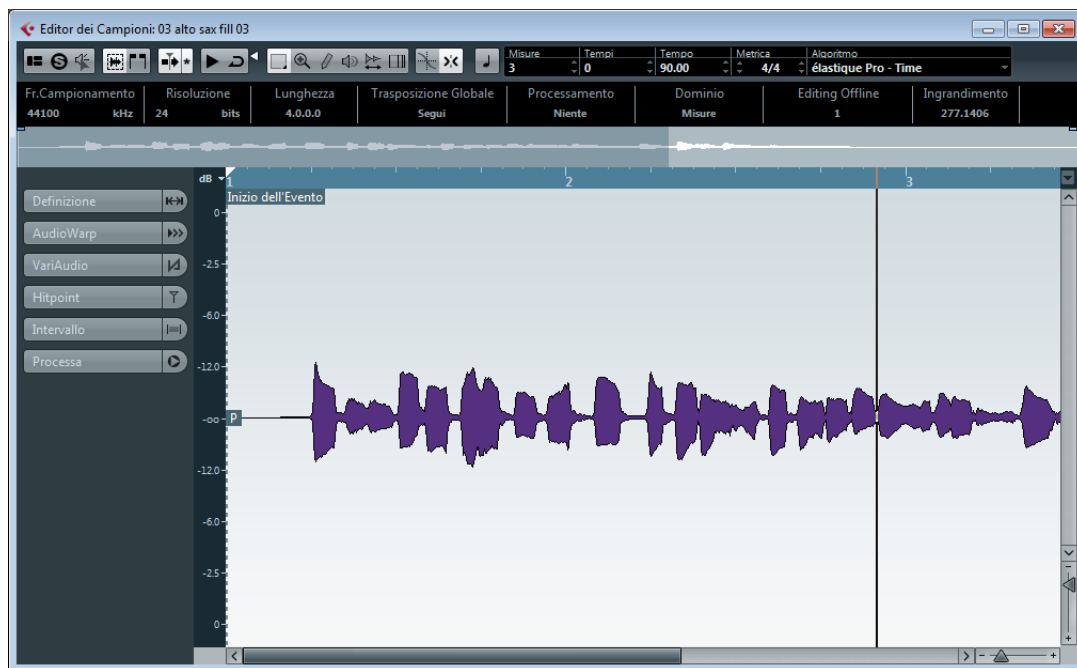 Editor dei Campioni: 03 alto sax fill 03
Misure Tempi Tempo Metrica Algoritmo
3 0 90.00 4/4 élastique Pro - Time
Fr.Campionamento Risoluzione Lunghezza Trasposizione Globale Processamento Dominio Editing Offline Ingrandimento
44100 kHz 24 bits 4.0.0.0 Segui Niente Misure 1 277.1406
dB 1 2 3
Inizio dell'Evento
Definizione
0
AudioWarp
VariAudio
-2.5
Hitpoint
-6.0
Intervallo
Processa
-12.0
-oo P
-12.0
-6.0
-2.5
0